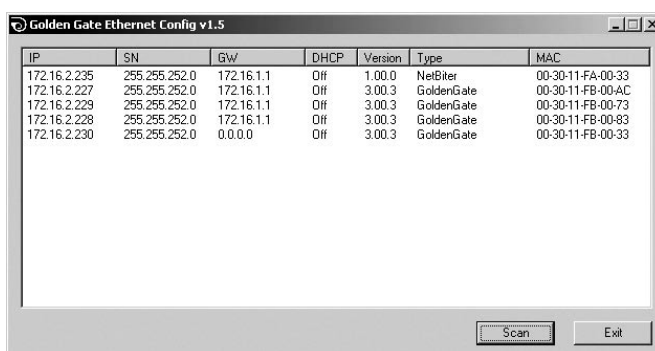 Golden Gate Ethernet Config v1.5
IP SN GW DHCP Version Type MAC
172.16.2.235 255.255.252.0 172.16.1.1 Off 1.00.0 NetBiter 00-30-11-FA-00-33
172.16.2.227 255.255.252.0 172.16.1.1 Off 3.00.3 GoldenGate 00-30-11-FB-00-AC
172.16.2.229 255.255.252.0 172.16.1.1 Off 3.00.3 GoldenGate 00-30-11-FB-00-73
172.16.2.228 255.255.252.0 172.16.1.1 Off 3.00.3 GoldenGate 00-30-11-FB-00-83
172.16.2.230 255.255.252.0 0.0.0.0 Off 3.00.3 GoldenGate 00-30-11-FB-00-33
Scan Exit